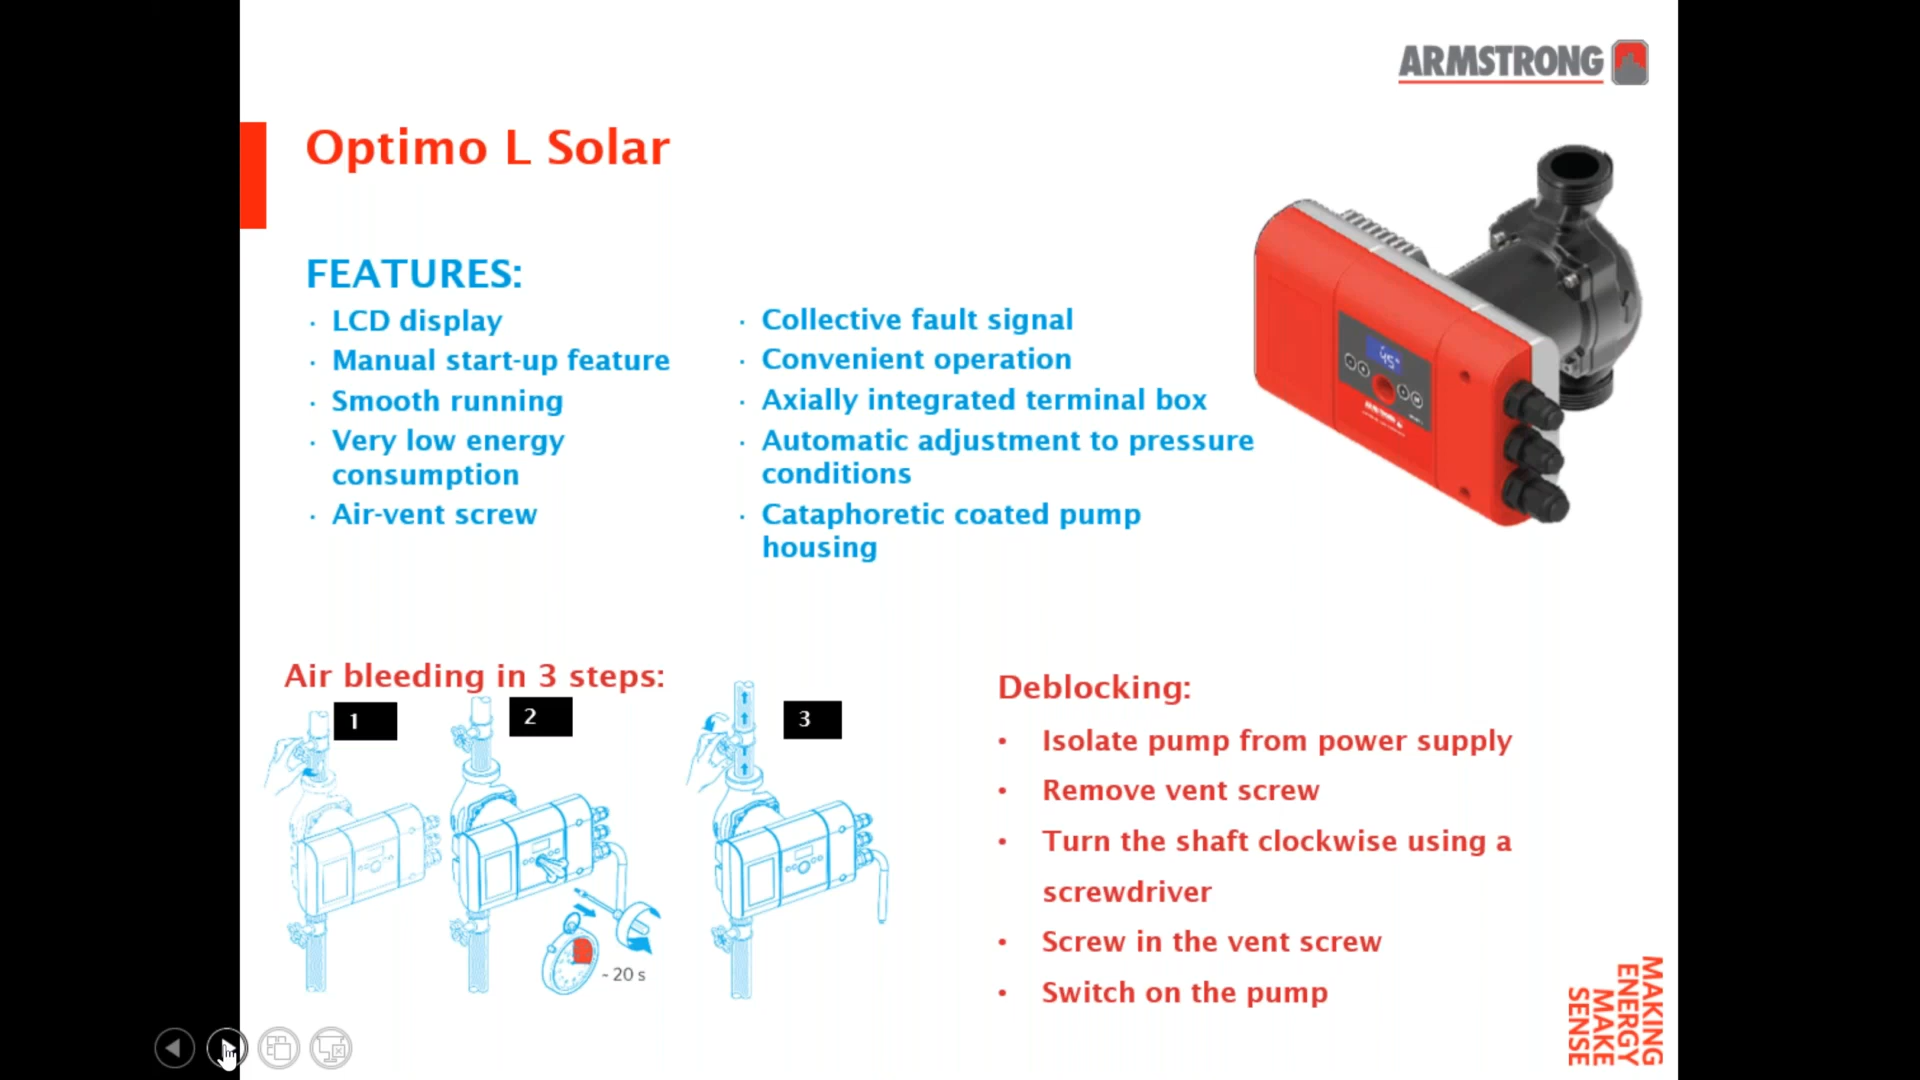 ARMSTRONG
Optimo L Solar
FEATURES:
· LCD display
· Manual start-up feature
· Smooth running
· Very low energy
consumption
· Air-vent screw
· Collective fault signal
· Convenient operation
· Axially integrated terminal box
· Automatic adjustment to pressure
conditions
· Cataphoretic coated pump
housing
45°
ARMSTRONG
Air bleeding in 3 steps:
1
2
3
~ 20 s
Deblocking:
• Isolate pump from power supply
• Remove vent screw
• Turn the shaft clockwise using a
screwdriver
• Screw in the vent screw
• Switch on the pump
MAKING
ENERGY
MAKE
SENSE